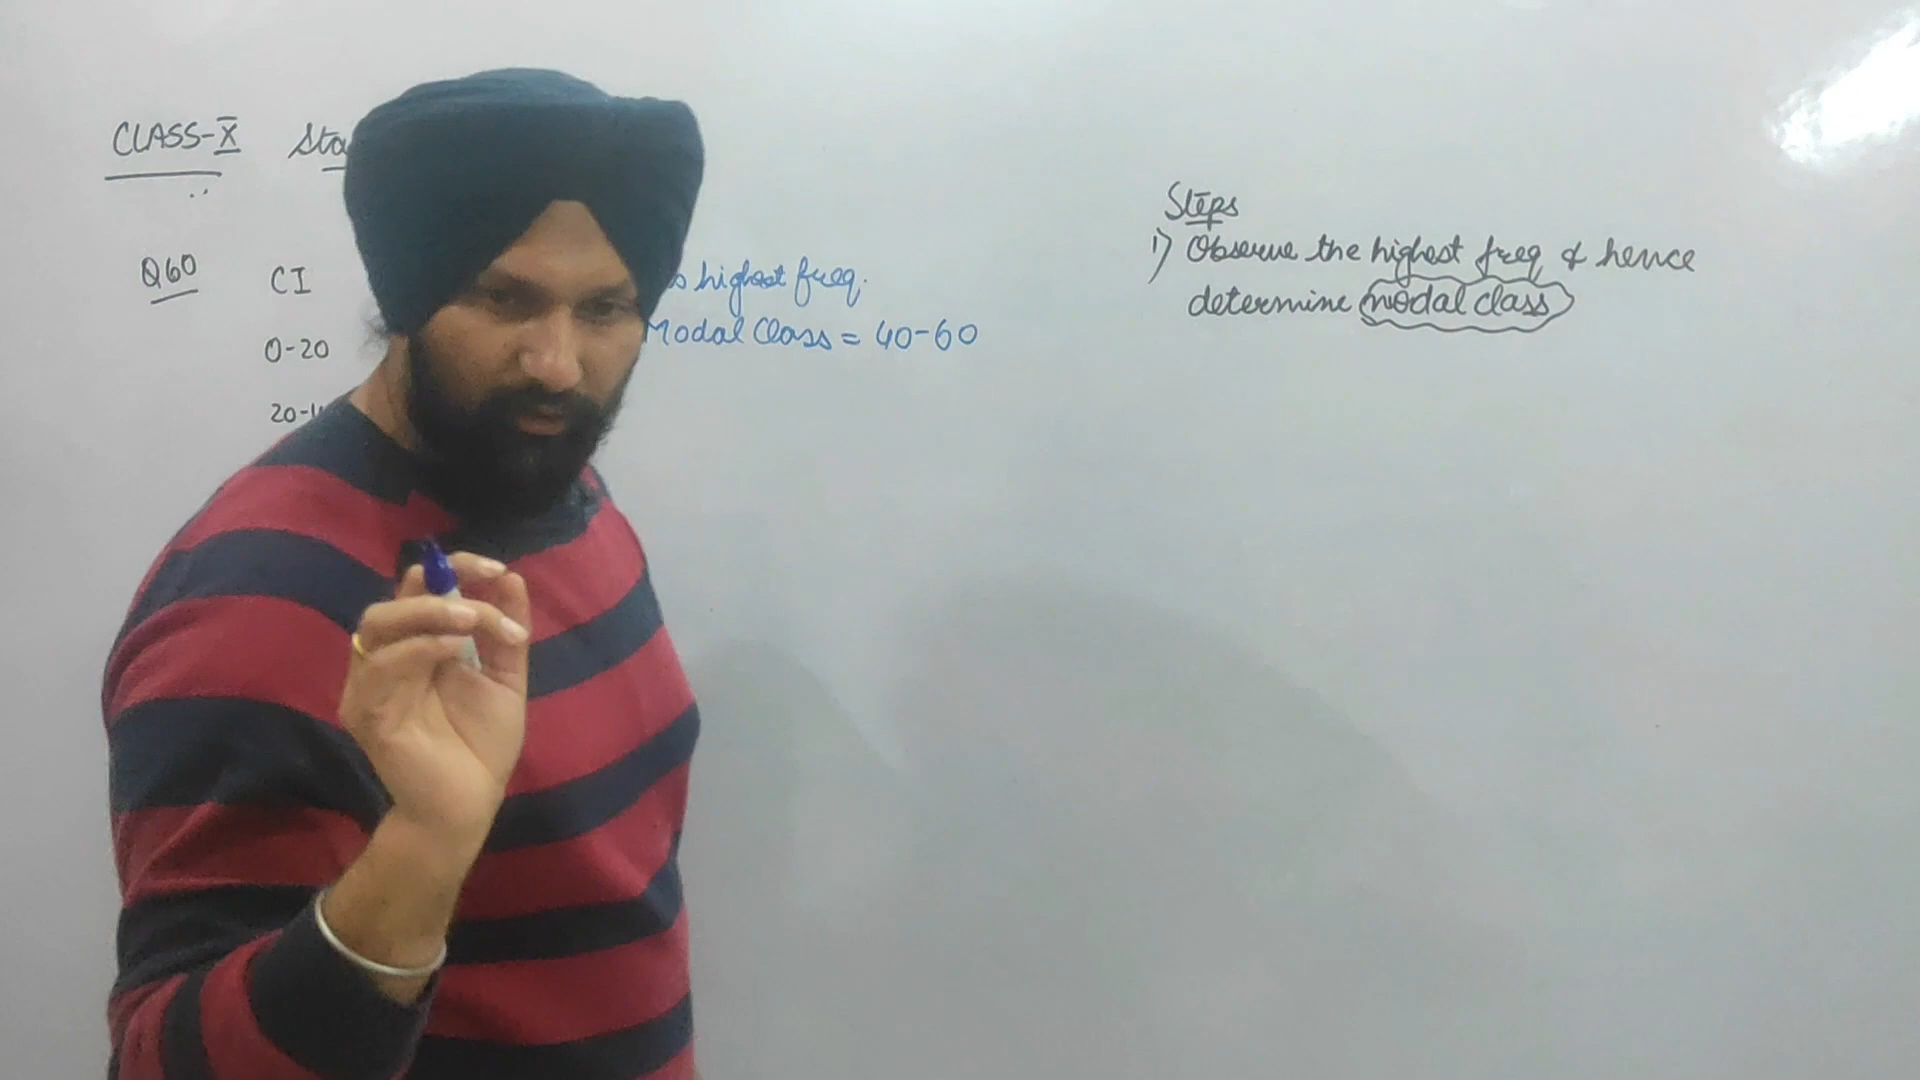 CLASS-X Sta
Q60 CI
0-20
20-4
s highest freq.
Modal Class = 40-60
Steps
1) Observe the highest freq & hence
determine modal class